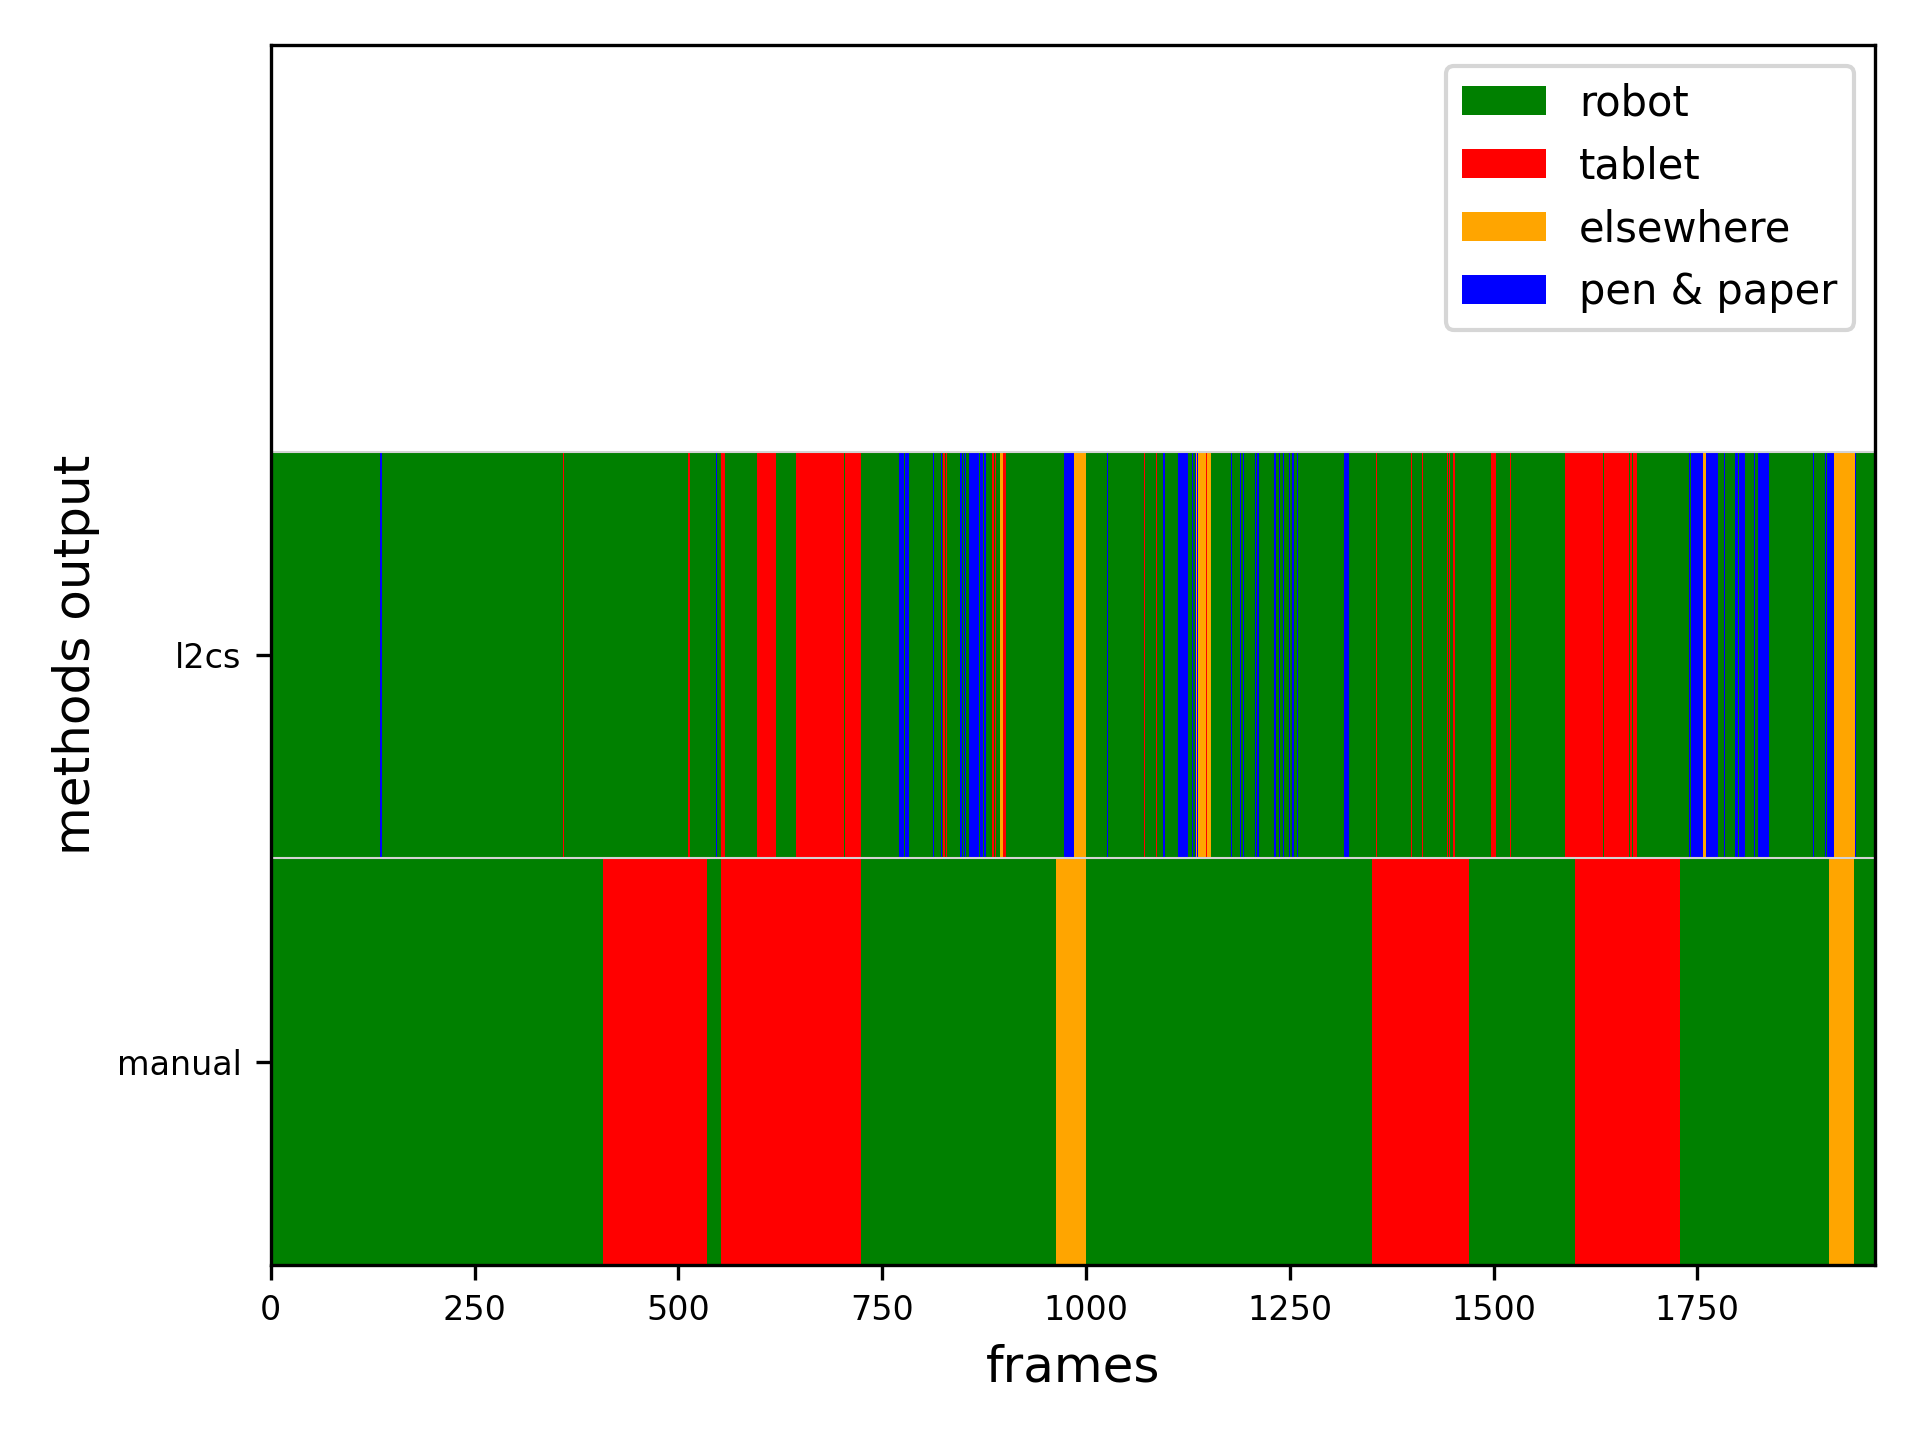 robot
tablet
elsewhere
pen & paper
methods output
l2cs
manual
0 250 500 750 1000 1250 1500 1750
frames